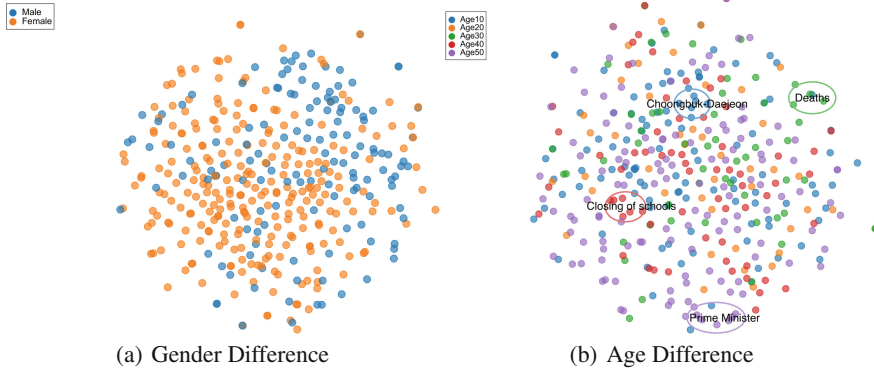 Male
Female
Age10
Age20
Age30
Age40
Age50
Deaths
Choongbuk-Daejeon
Closing of schools
Prime Minister
(a) Gender Difference
(b) Age Difference